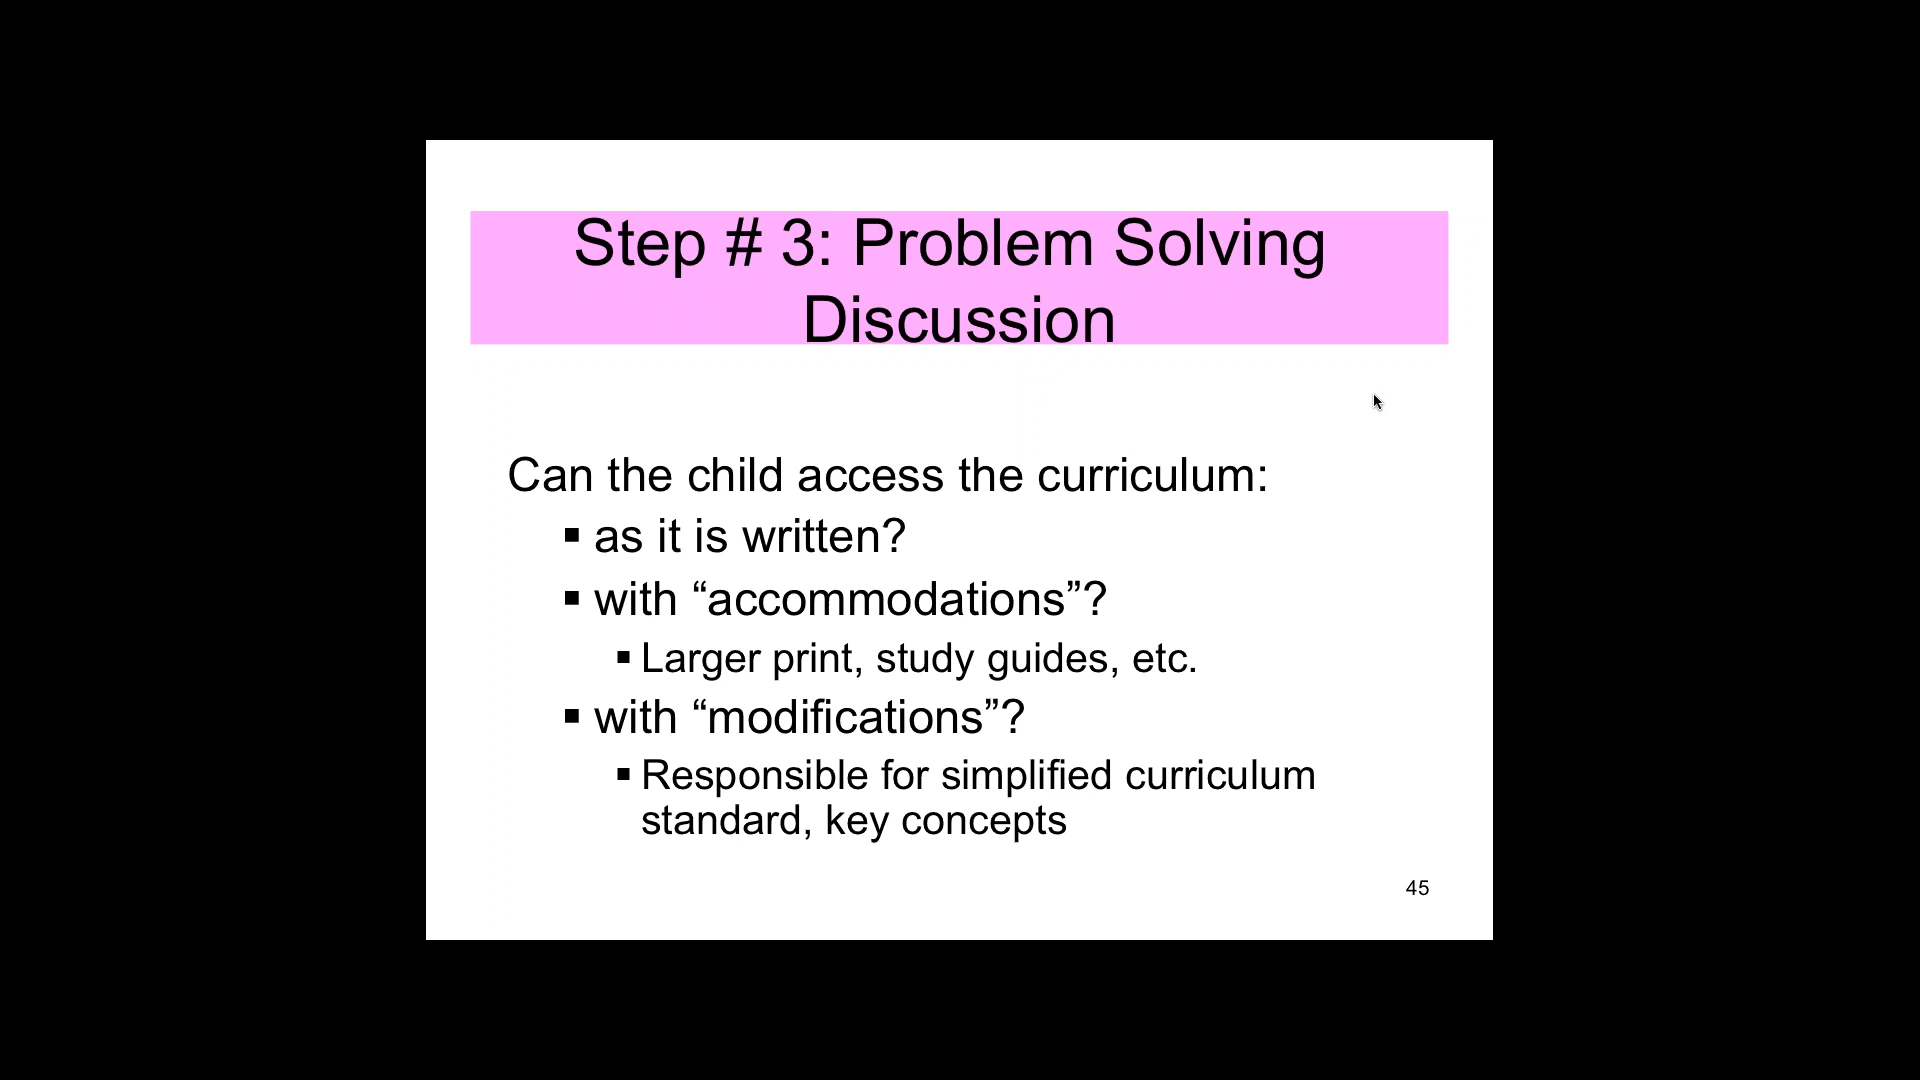 Step # 3: Problem Solving
Discussion
Can the child access the curriculum:
▪ as it is written?
▪ with “accommodations”?
▪ Larger print, study guides, etc.
▪ with “modifications”?
▪ Responsible for simplified curriculum
standard, key concepts
45